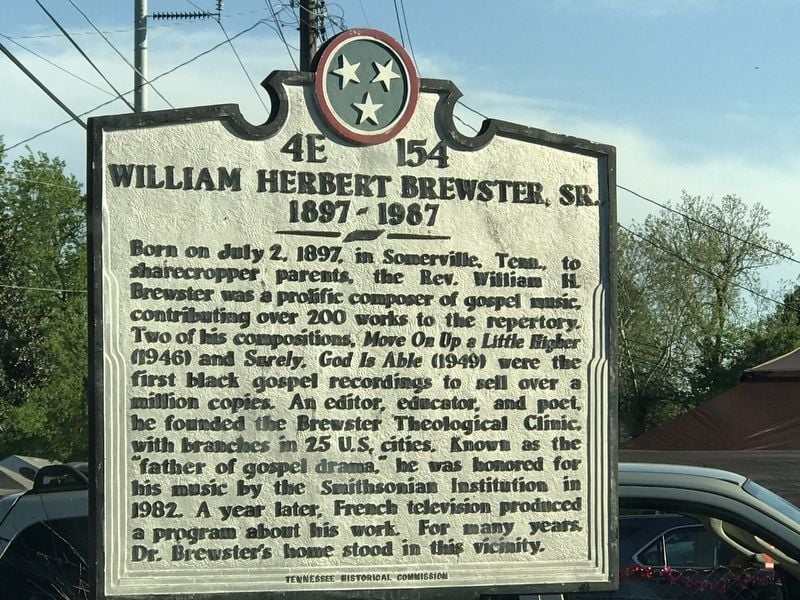 4E 154
WILLIAM HERBERT BREWSTER, SR.
1897 - 1987
Born on July 2, 1897, in Somerville, Tenn., to
sharecropper parents, the Rev. William H.
Brewster was a prolific composer of gospel music,
contributing over 200 works to the repertory.
Two of his compositions, Move On Up a Little Higher
(1946) and Surely, God Is Able (1949) were the
first black gospel recordings to sell over a
million copies. An editor, educator, and poet,
he founded the Brewster Theological Clinic,
with branches in 25 U.S. cities. Known as the
"father of gospel drama," he was honored for
his music by the Smithsonian Institution in
1982. A year later, French television produced
a program about his work. For many years,
Dr. Brewster's home stood in this vicinity.
TENNESSEE HISTORICAL COMMISSION